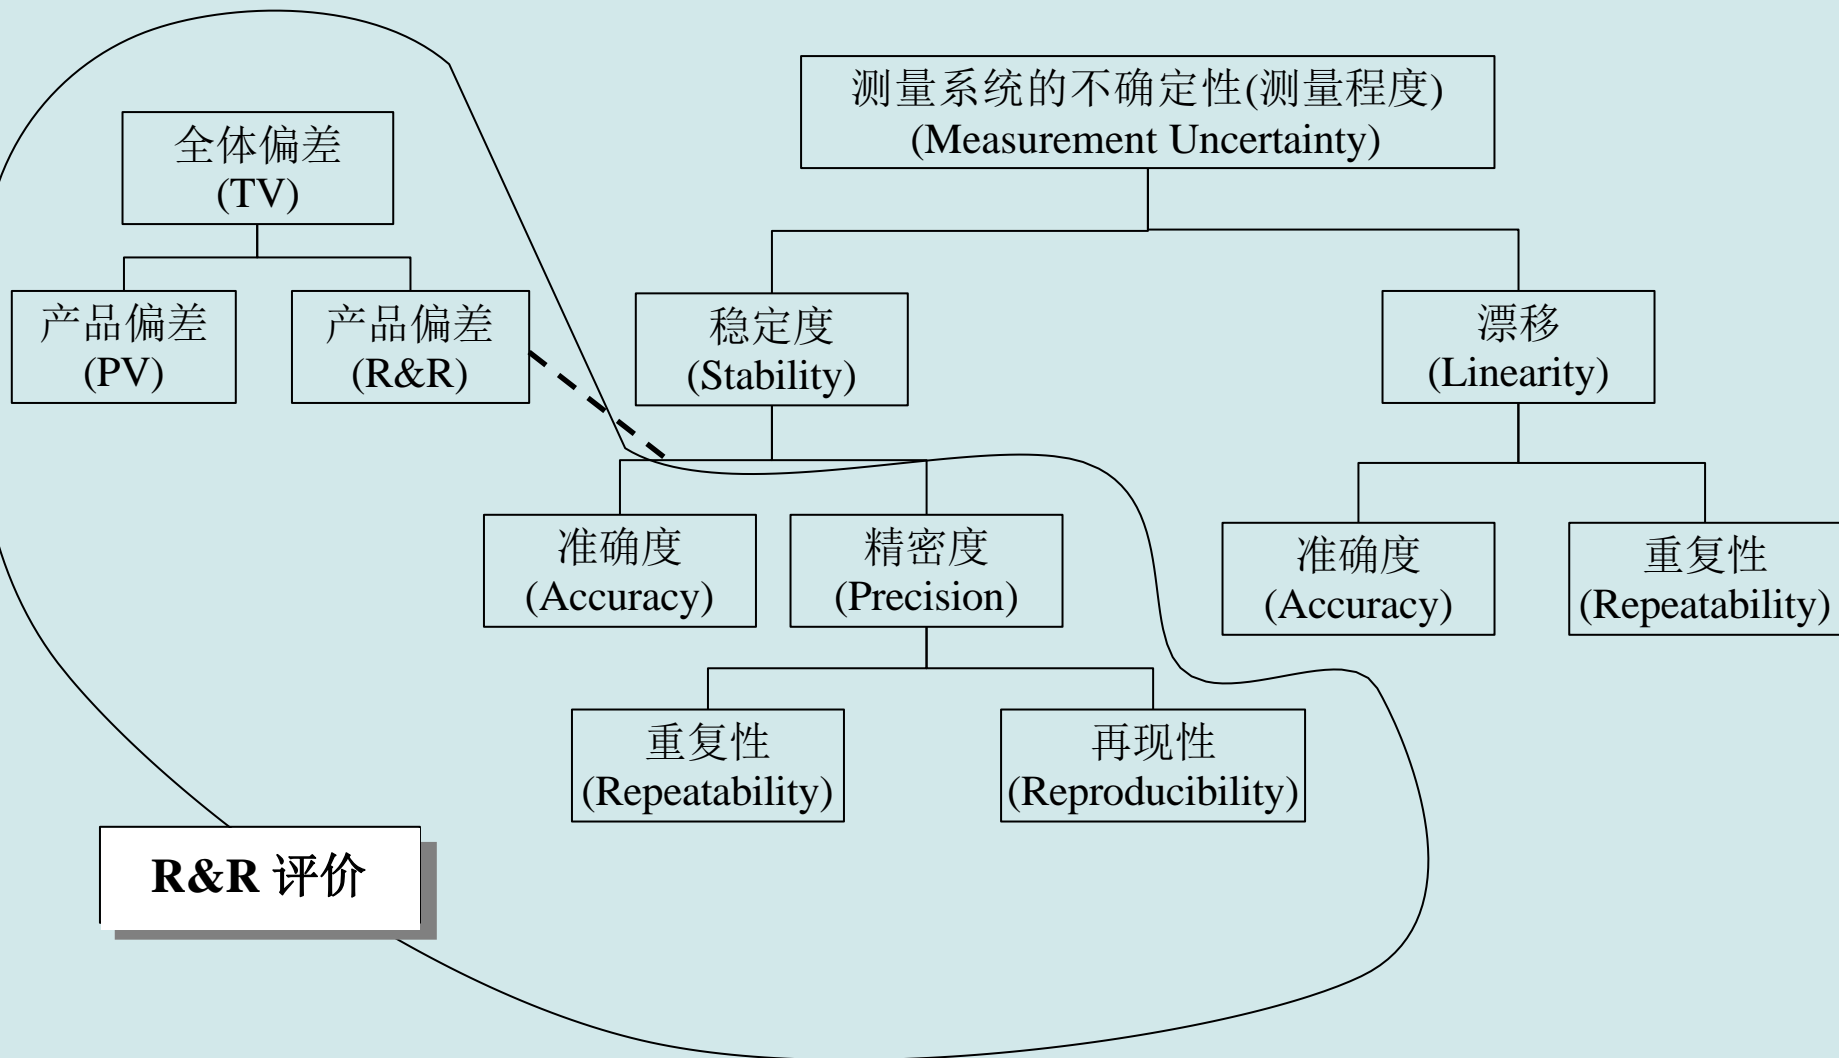 测量系统的不确定性(测量程度)
(Measurement Uncertainty)
全体偏差
(TV)
产品偏差
(PV)
产品偏差
(R&R)
稳定度
(Stability)
漂移
(Linearity)
准确度
(Accuracy)
精密度
(Precision)
准确度
(Accuracy)
重复性
(Repeatability)
重复性
(Repeatability)
再现性
(Reproducibility)
R&R 评价